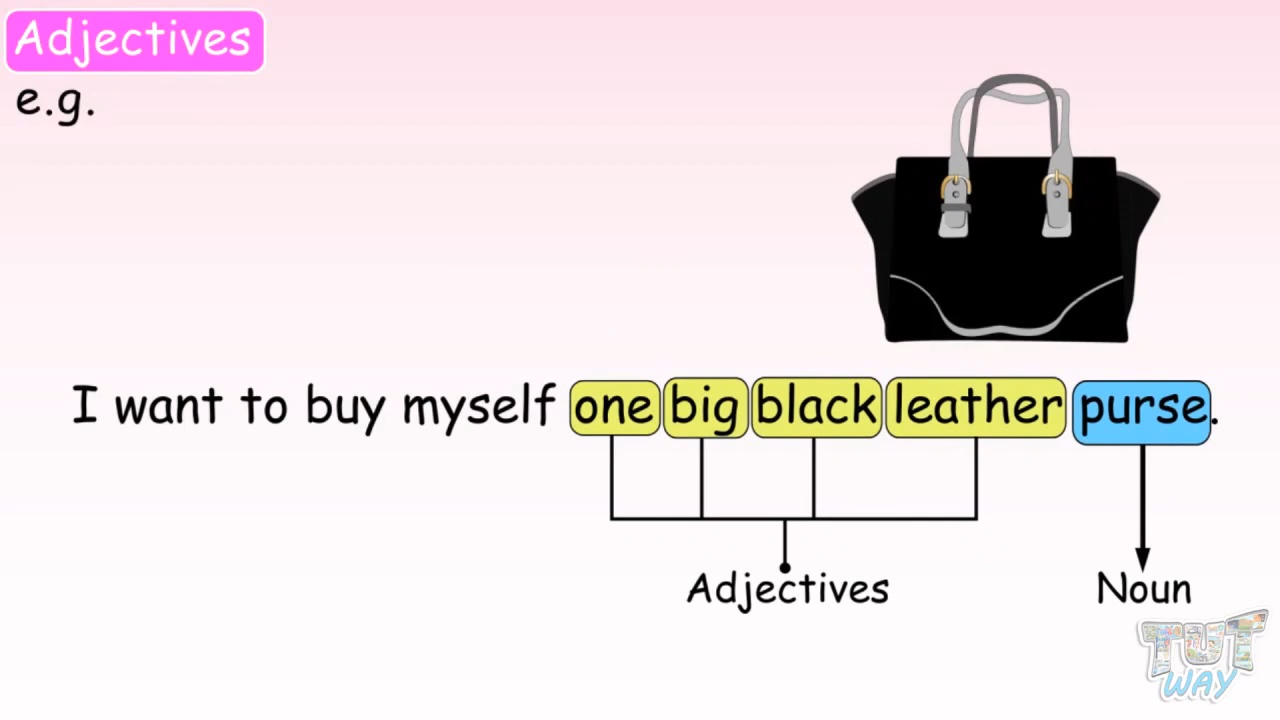 Adjectives
e.g.
I want to buy myself one big black leather purse.
Adjectives Noun
TUT
WAY